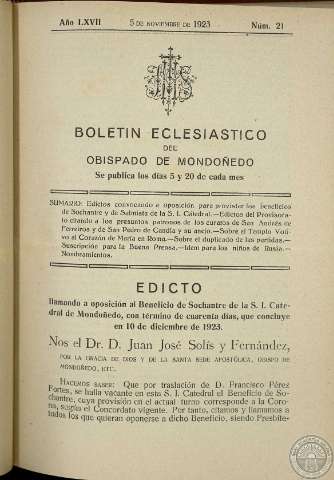 Año LXVII 5 DE NOVIEMBRE DE 1923 Núm. 21
BOLETIN ECLESIASTICO
DEL
OBISPADO DE MONDOÑEDO
Se publica los días 5 y 20 de cada mes
SUMARIO: Edictos convocando a oposición para proveer los beneficios
de Sochantre y de Salmista de la S. I. Catedral.—Edictos del Provisora-
to citando a los presuntos patronos de los curatos de San Andrés de
Ferreiros y de San Pedro de Candia y su anejo.—Sobre el Templo Voti-
vo al Corazón de María en Roma.—Sobre el duplicado de las partidas.—
Suscripción para la Buena Prensa.—Idem para los niños de Rusia.—
Nombramientos.
EDICTO
llamando a oposición al Beneficio de Sochantre de la S. I. Cate-
dral de Mondoñedo, con término de cuarenta días, que concluye
en 10 de diciembre de 1923.
Nos el Dr. D. Juan José Solís y Fernández,
POR LA GRACIA DE DIOS Y DE LA SANTA SEDE APOSTÓLICA, OBISPO DE
MONDOÑEDO, ETC.
HACEMOS SABER: Que por traslación de D. Francisco Pérez
Fortes, se halla vacante en esta S. I. Catedral el Beneficio de So-
chantre, cuya provisión en el actual turno corresponde a la Coro-
na, según el Concordato vigente. Por tanto, citamos y llamamos a
todos los que quieran oponerse a dicho Beneficio, siendo Presbíte-